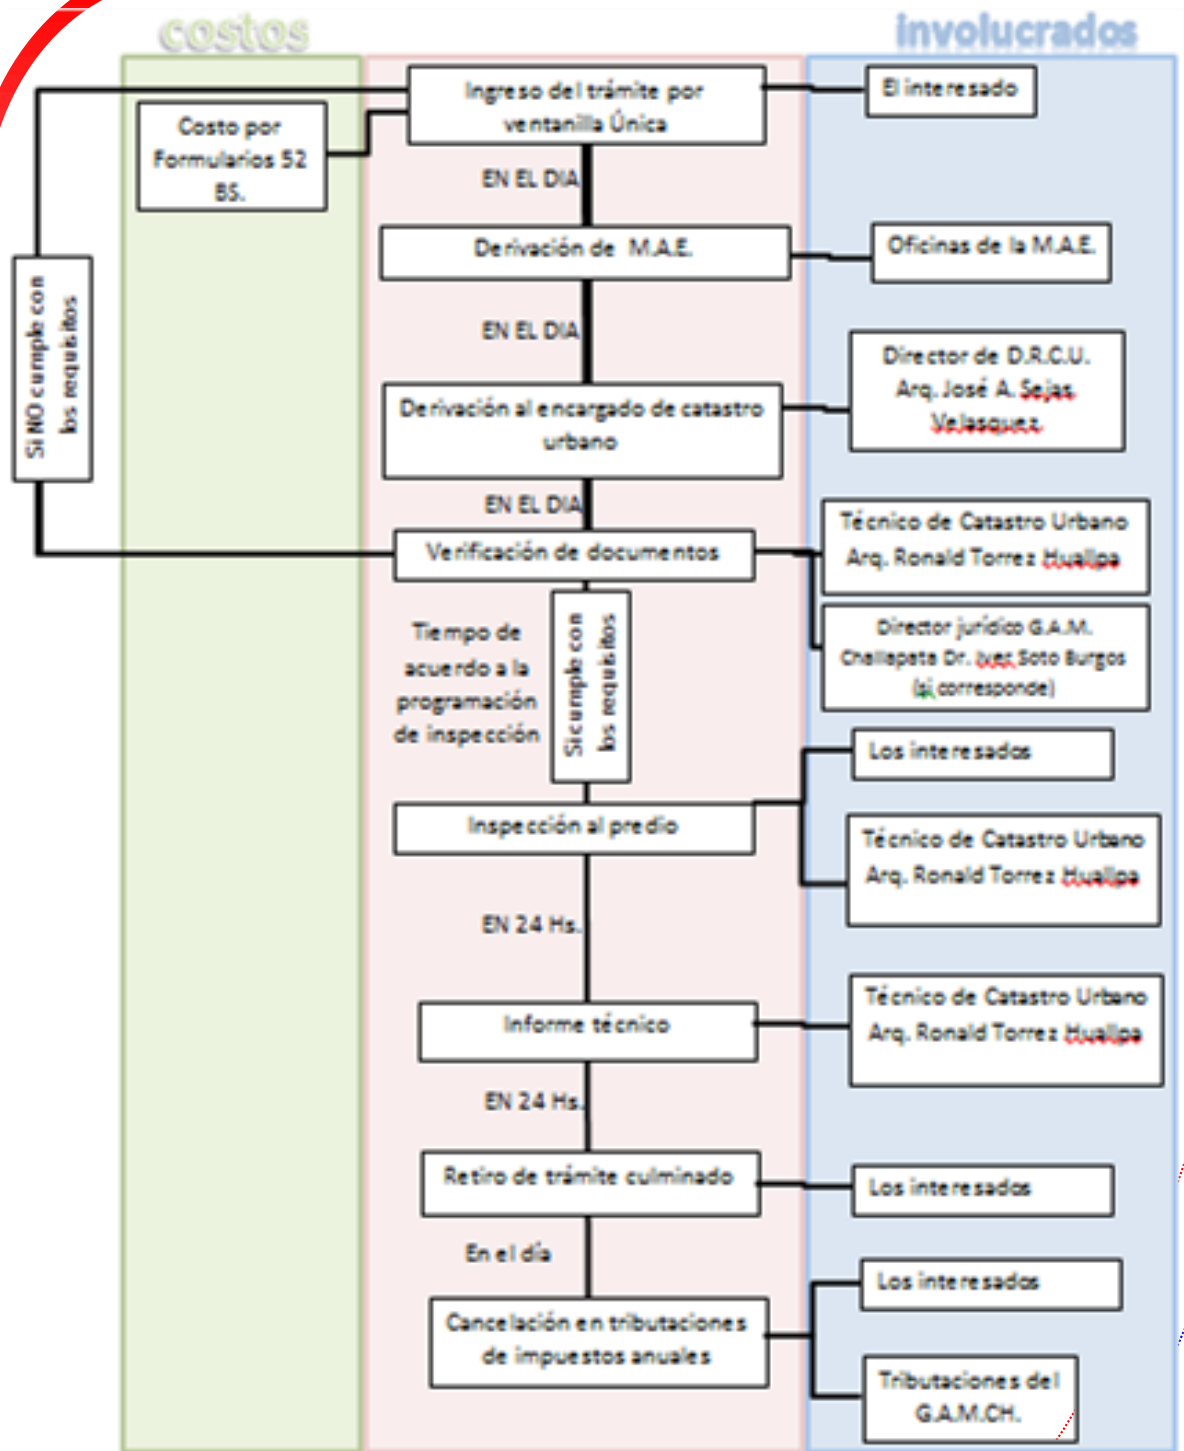 costos
involucrados
Ingreso del trámite por
ventanilla Única
El interesado
Costo por
Formularios 52
BS.
EN EL DIA
Derivación de M.A.E.
Oficinas de la M.A.E.
Si NO cumple con
los requisitos
EN EL DIA
Director de D.R.C.U.
Arq. José A. Sejas
Velasquez
Derivación al encargado de catastro
urbano
EN EL DIA
Técnico de Catastro Urbano
Arq. Ronald Torrez Huallpa
Verificación de documentos
Director jurídico G.A.M.
Challapata Dr. Ivez Soto Burgos
(si corresponde)
Tiempo de
acuerdo a la
programación
de inspección
Si cumple con
los requisitos
Los interesados
Inspección al predio
Técnico de Catastro Urbano
Arq. Ronald Torrez Huallpa
EN 24 Hs.
Informe técnico
Técnico de Catastro Urbano
Arq. Ronald Torrez Huallpa
EN 24 Hs.
Retiro de trámite culminado
Los interesados
En el día
Los interesados
Cancelación en tributaciones
de impuestos anuales
Tributaciones del
G.A.M.CH.